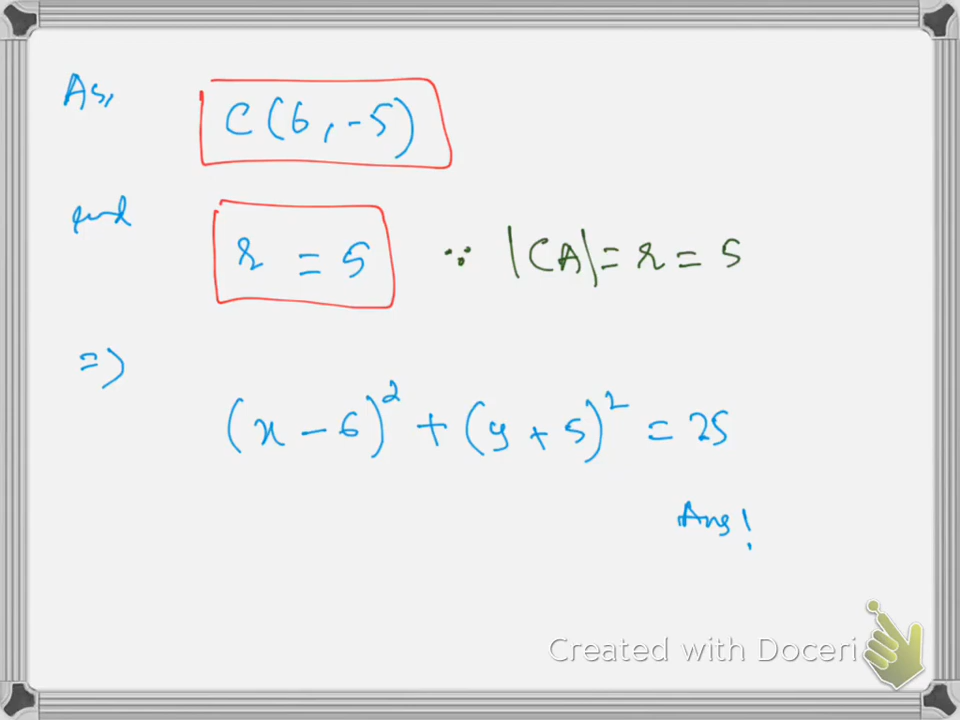 As, C(6, -5)
and r = 5 ∵ |CA| = r = 5
=>
(x - 6)² + (y + 5)² = 25
Ans!
Created with Doceri